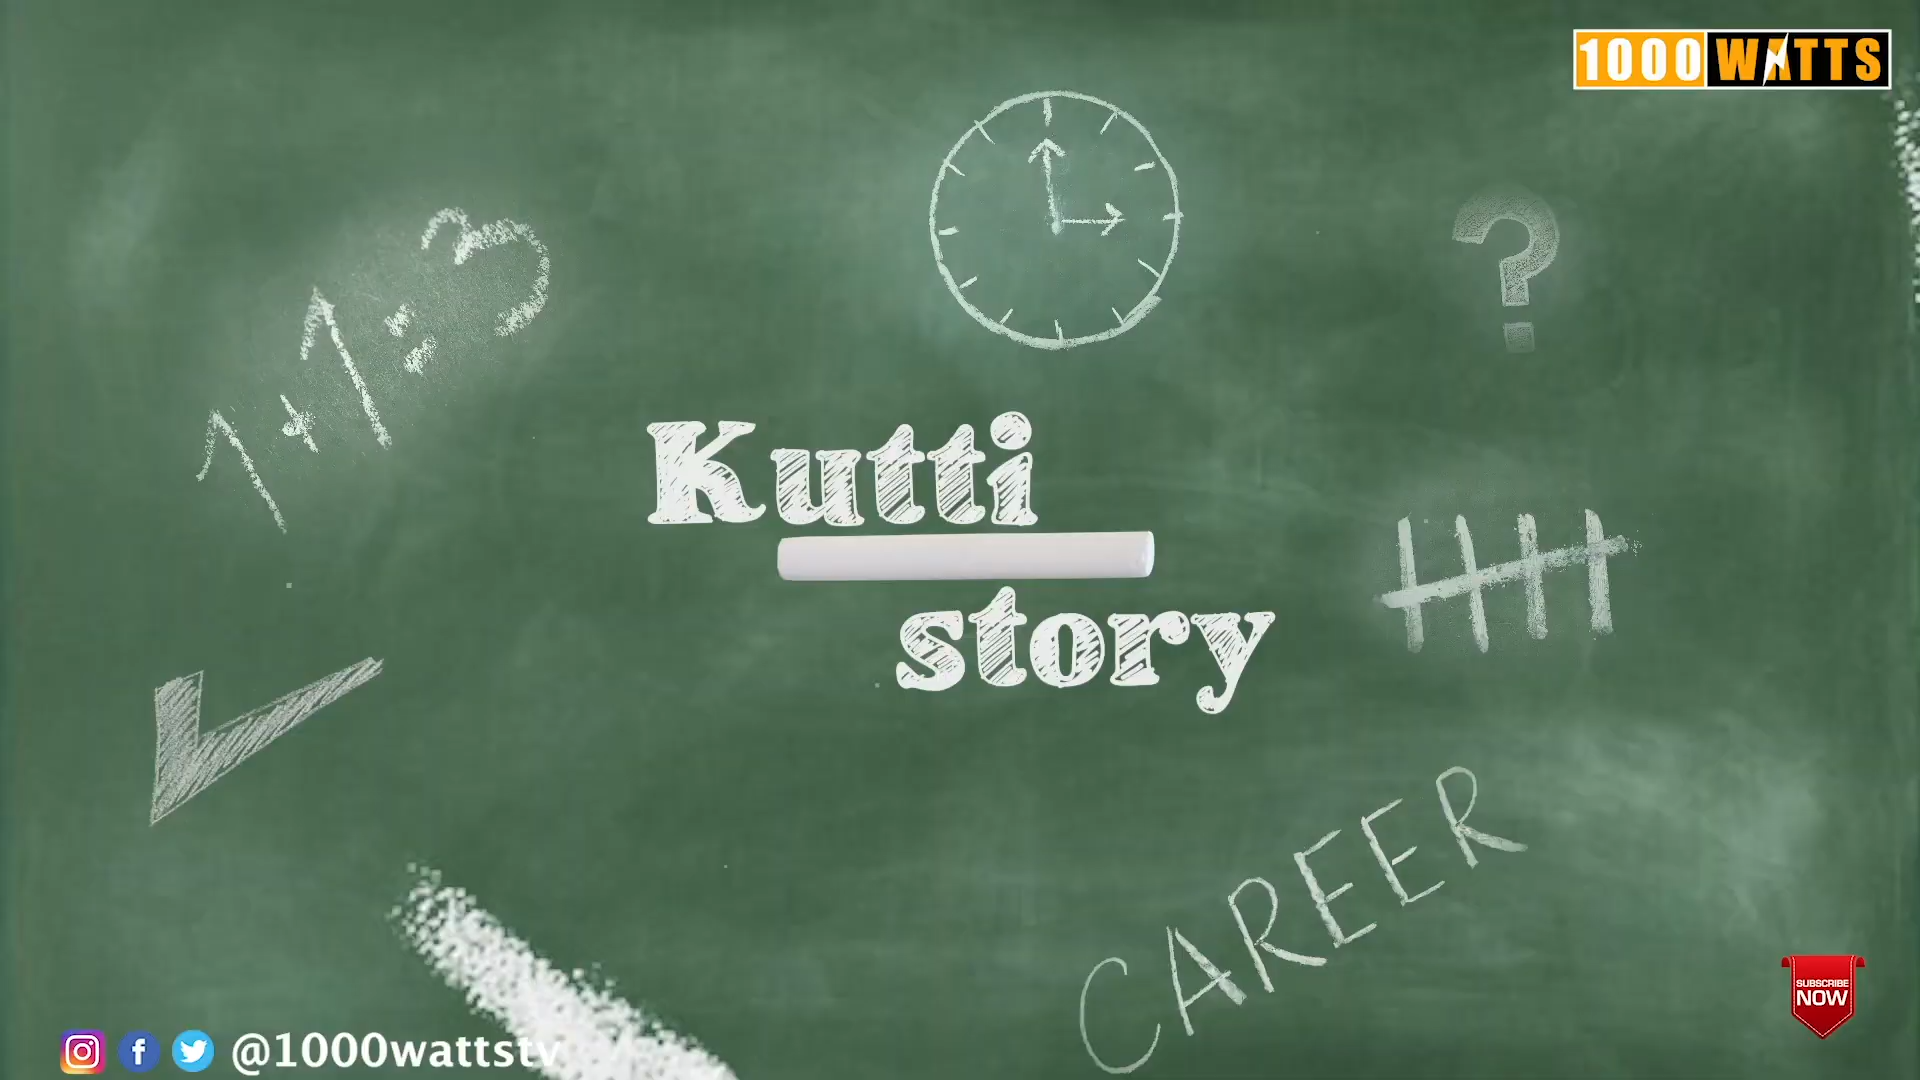 1000 WATTS
1+1=3
?
Kutti
story
CAREER
SUBSCRIBE
NOW
@1000wattstv